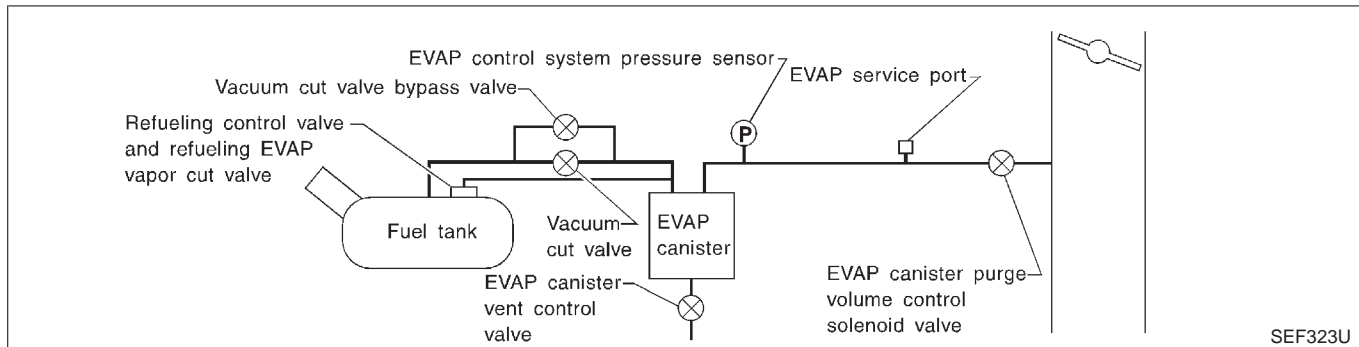 EVAP control system pressure sensor
EVAP service port
Vacuum cut valve bypass valve
Refueling control valve
and refueling EVAP
vapor cut valve
P
Fuel tank
Vacuum
cut valve
EVAP
canister
EVAP canister
vent control
valve
EVAP canister purge
volume control
solenoid valve
SEF323U